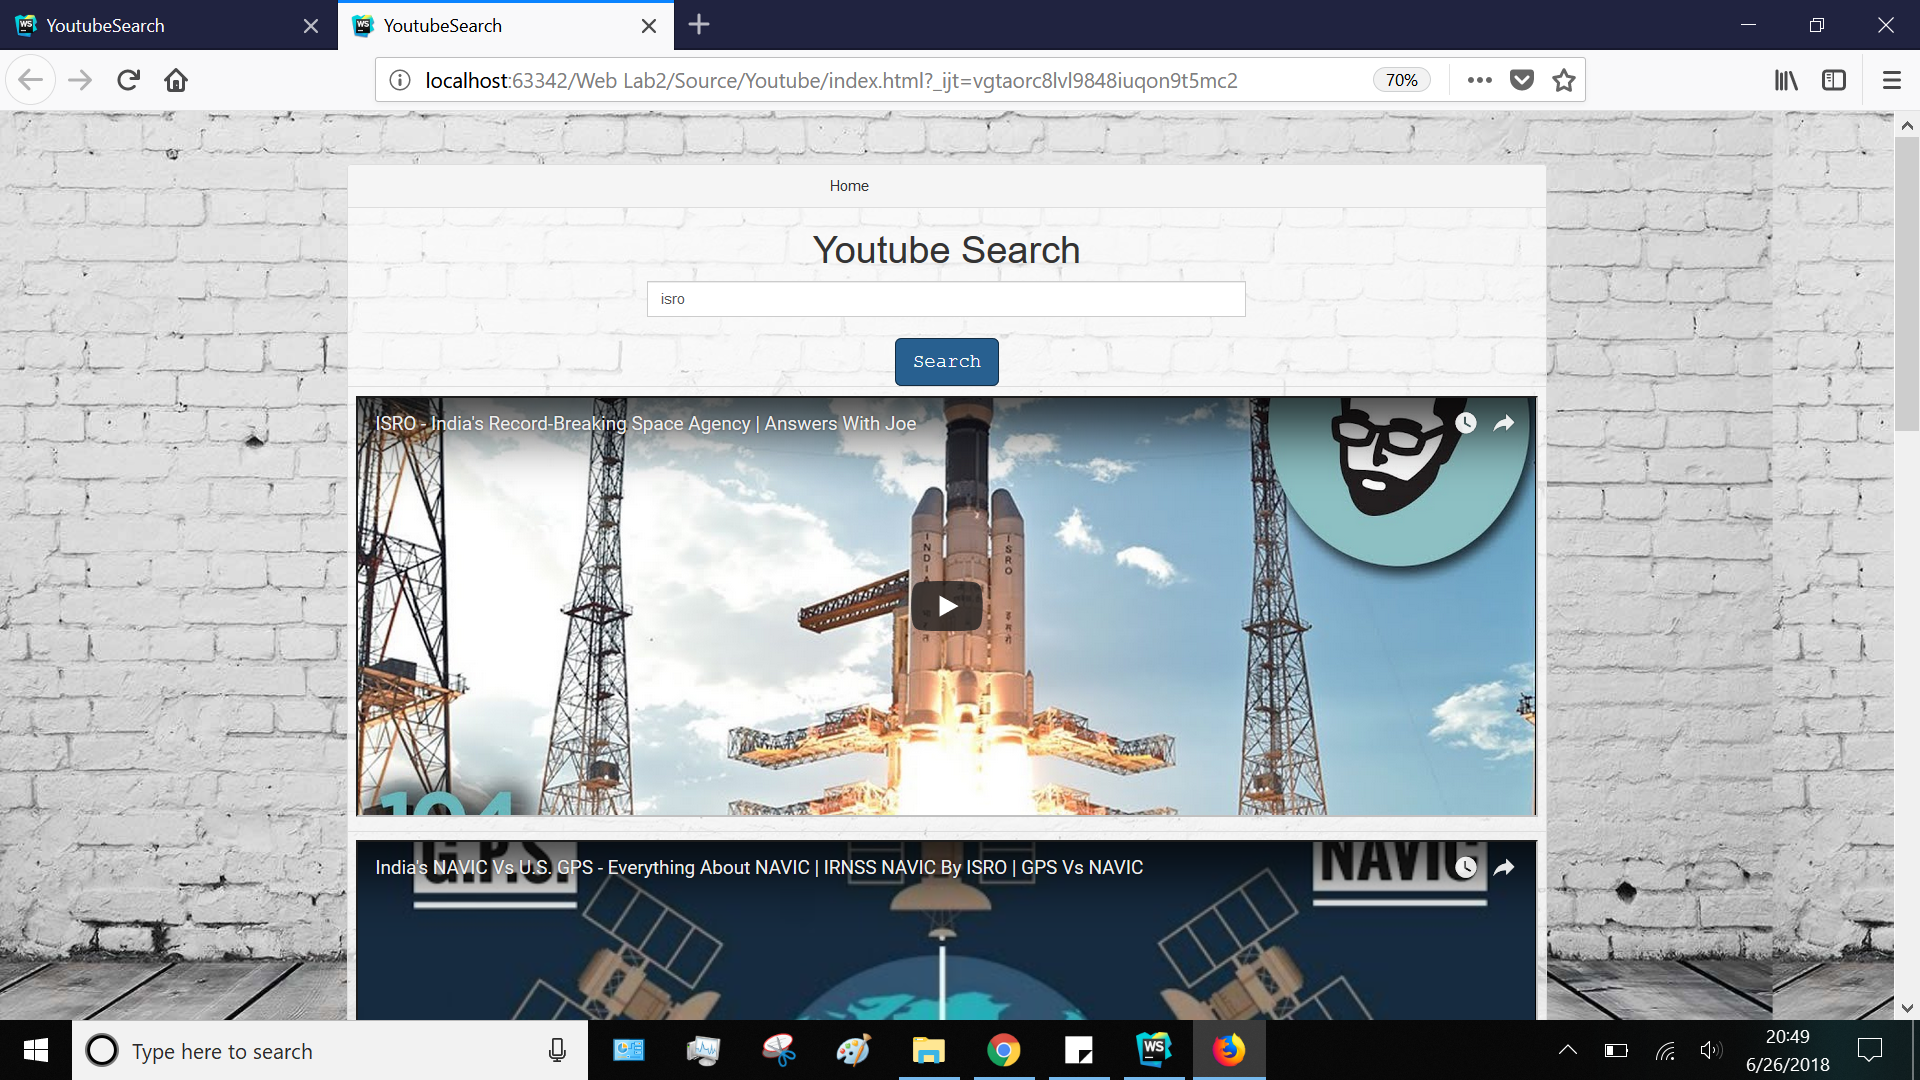 YoutubeSearch
YoutubeSearch
localhost:63342/Web Lab2/Source/Youtube/index.html?_ijt=vgtaorc8lvl9848iuqon9t5mc2
70%
Home
Youtube Search
isro
Search
ISRO - India's Record-Breaking Space Agency | Answers With Joe
INDIA
ISRO
104
India's NAVIC Vs U.S. GPS - Everything About NAVIC | IRNSS NAVIC By ISRO | GPS Vs NAVIC
G.P.S.
NAVIC
WS
Type here to search
20:49
6/26/2018